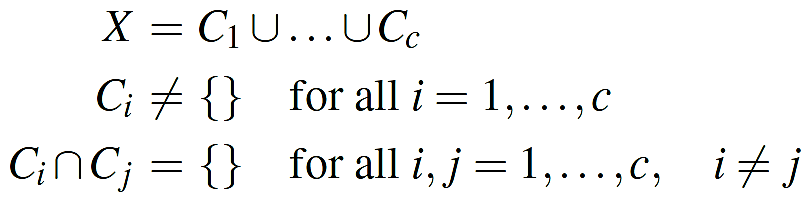 X = C₁ ∪ … ∪ C_c
C_i ≠ {} for all i = 1,…,c
C_i ∩ C_j = {} for all i, j = 1,…,c, i ≠ j